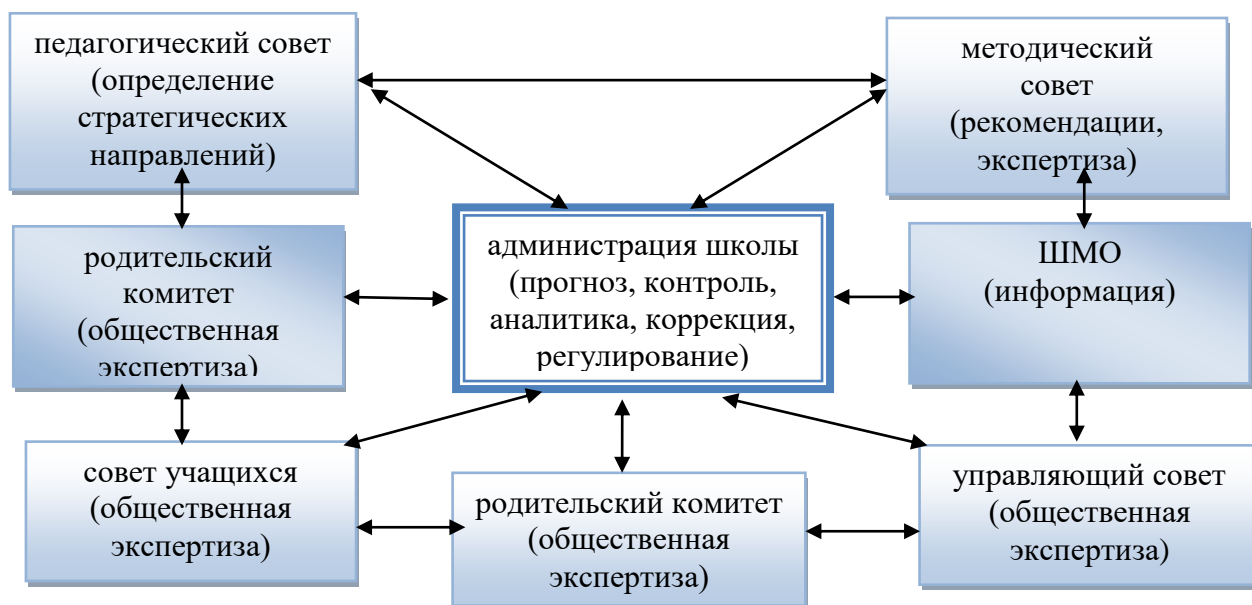 педагогический совет
(определение
стратегических
направлений)
методический
совет
(рекомендации,
экспертиза)
родительский
комитет
(общественная
экспертиза)
администрация школы
(прогноз, контроль,
аналитика, коррекция,
регулирование)
ШМО
(информация)
совет учащихся
(общественная
экспертиза)
родительский комитет
(общественная
экспертиза)
управляющий совет
(общественная
экспертиза)